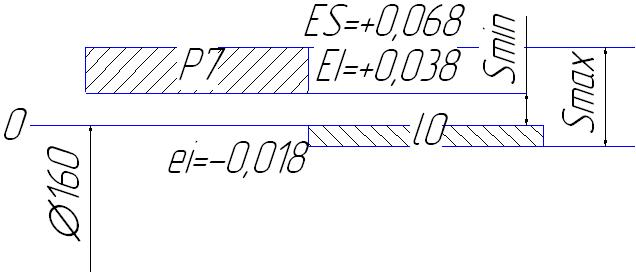 ES=+0,068
P7
EI=+0,038
Smin
Smax
0
l0
ei=-0,018
Ø160